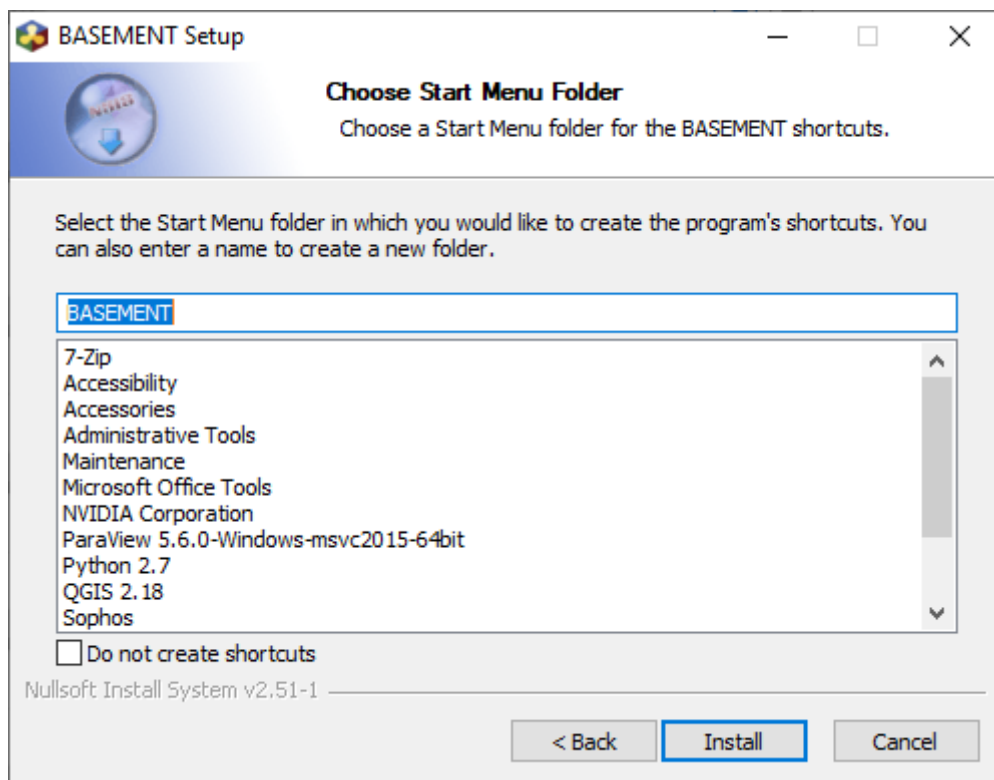 BASEMENT Setup
Choose Start Menu Folder
Choose a Start Menu folder for the BASEMENT shortcuts.
Select the Start Menu folder in which you would like to create the program's shortcuts. You
can also enter a name to create a new folder.
BASEMENT
7-Zip
Accessibility
Accessories
Administrative Tools
Maintenance
Microsoft Office Tools
NVIDIA Corporation
ParaView 5.6.0-Windows-msvc2015-64bit
Python 2.7
QGIS 2.18
Sophos
Do not create shortcuts
Nullsoft Install System v2.51-1
< Back
Install
Cancel